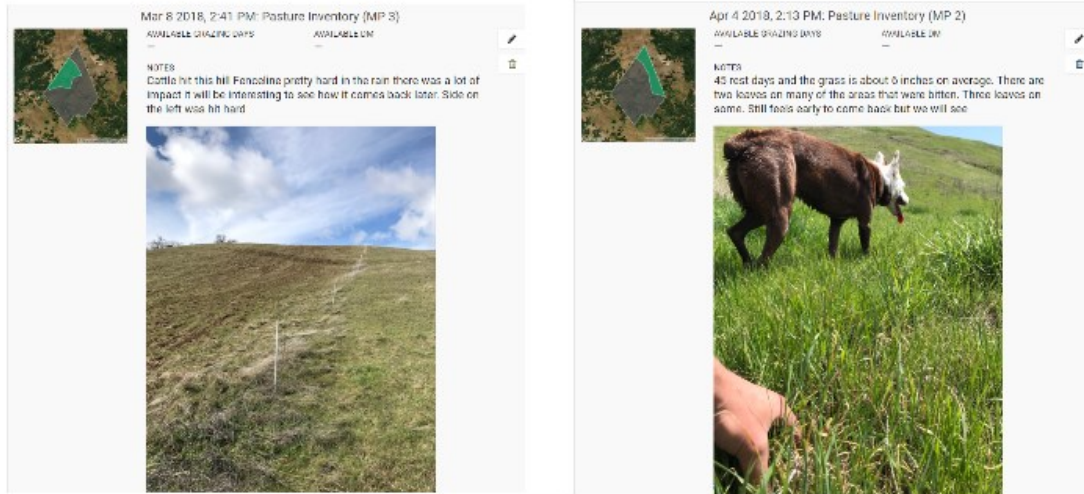 Mar 8 2018, 2:41 PM: Pasture Inventory (MP 3)
AVAILABLE GRAZING DAYS AVAILABLE DM
— —
NOTES
Cattle hit this hill Fenceline pretty hard in the rain there was a lot of
impact it will be interesting to see how it comes back later. Side on
the left was hit hard
Apr 4 2018, 2:13 PM: Pasture Inventory (MP 2)
AVAILABLE GRAZING DAYS AVAILABLE DM
— —
NOTES
45 rest days and the grass is about 6 inches on average. There are
two leaves on many of the areas that were bitten. Three leaves on
some. Still feels early to come back but we will see